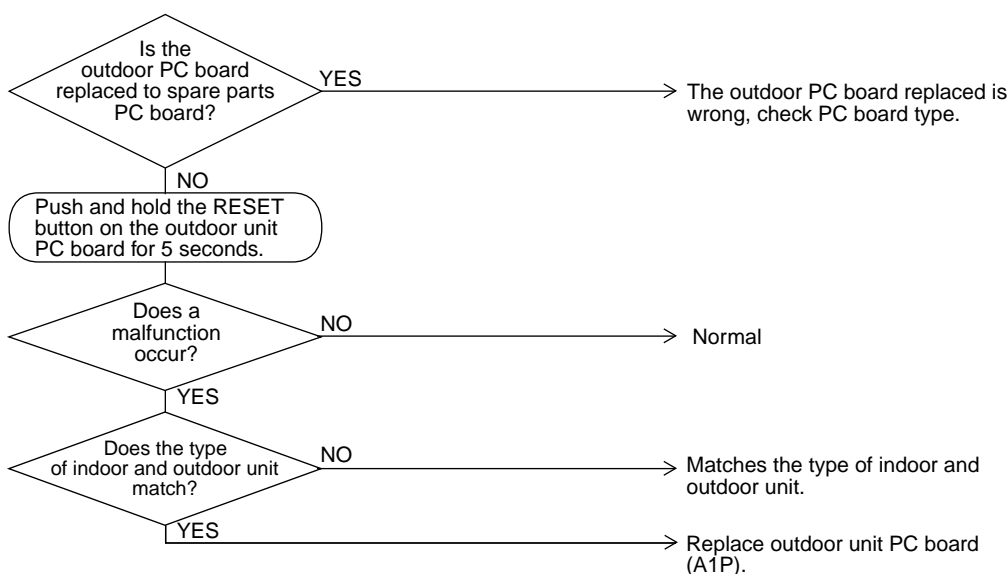 Is the
outdoor PC board
replaced to spare parts
PC board?
YES
The outdoor PC board replaced is
wrong, check PC board type.
NO
Push and hold the RESET
button on the outdoor unit
PC board for 5 seconds.
Does a
malfunction
occur?
NO
Normal
YES
Does the type
of indoor and outdoor unit
match?
NO
Matches the type of indoor and
outdoor unit.
YES
Replace outdoor unit PC board
(A1P).